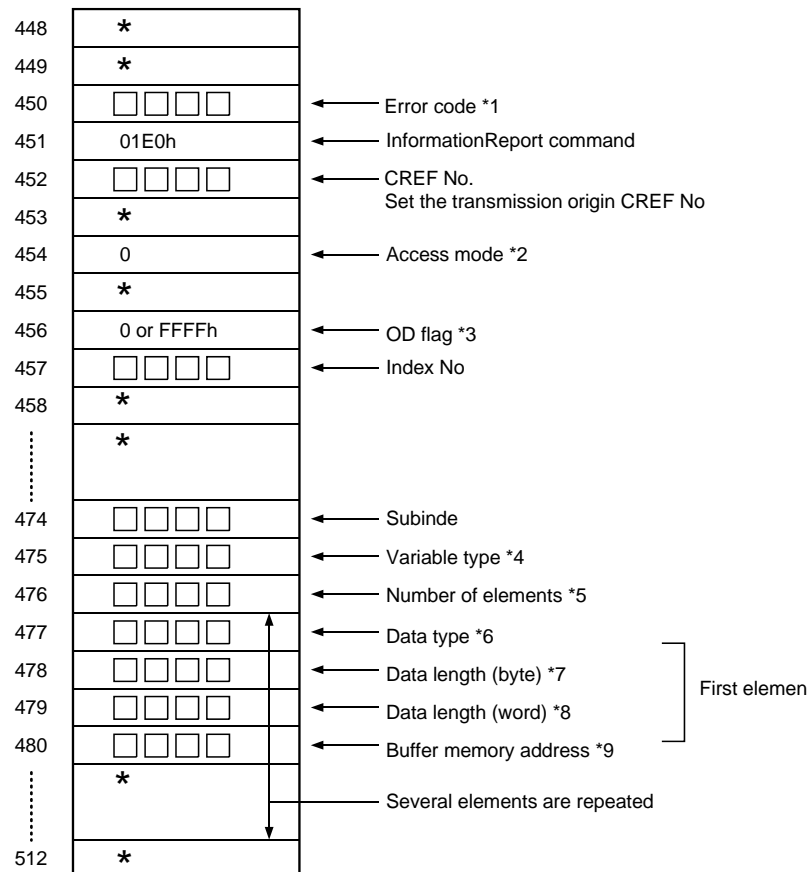 448 *
449 *
450 □□□□ Error code *1
451 01E0h InformationReport command
452 □□□□ CREF No.
Set the transmission origin CREF No
453 *
454 0 Access mode *2
455 *
456 0 or FFFFh OD flag *3
457 □□□□ Index No
458 *
*
474 □□□□ Subinde
475 □□□□ Variable type *4
476 □□□□ Number of elements *5
477 □□□□ Data type *6
478 □□□□ Data length (byte) *7
First elemen
479 □□□□ Data length (word) *8
480 □□□□ Buffer memory address *9
*
Several elements are repeated
512 *